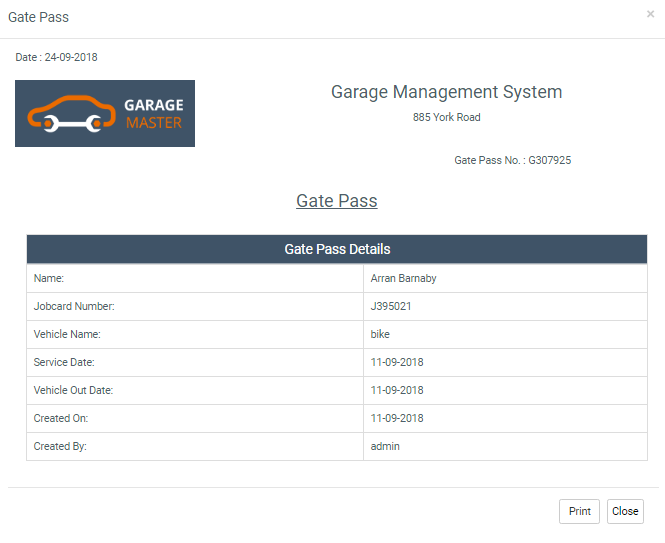 Gate Pass ×
Date : 24-09-2018
GARAGE
MASTER
Garage Management System
885 York Road
Gate Pass No. : G307925
Gate Pass
Gate Pass Details
Name: Arran Barnaby
Jobcard Number: J395021
Vehicle Name: bike
Service Date: 11-09-2018
Vehicle Out Date: 11-09-2018
Created On: 11-09-2018
Created By: admin
Print Close